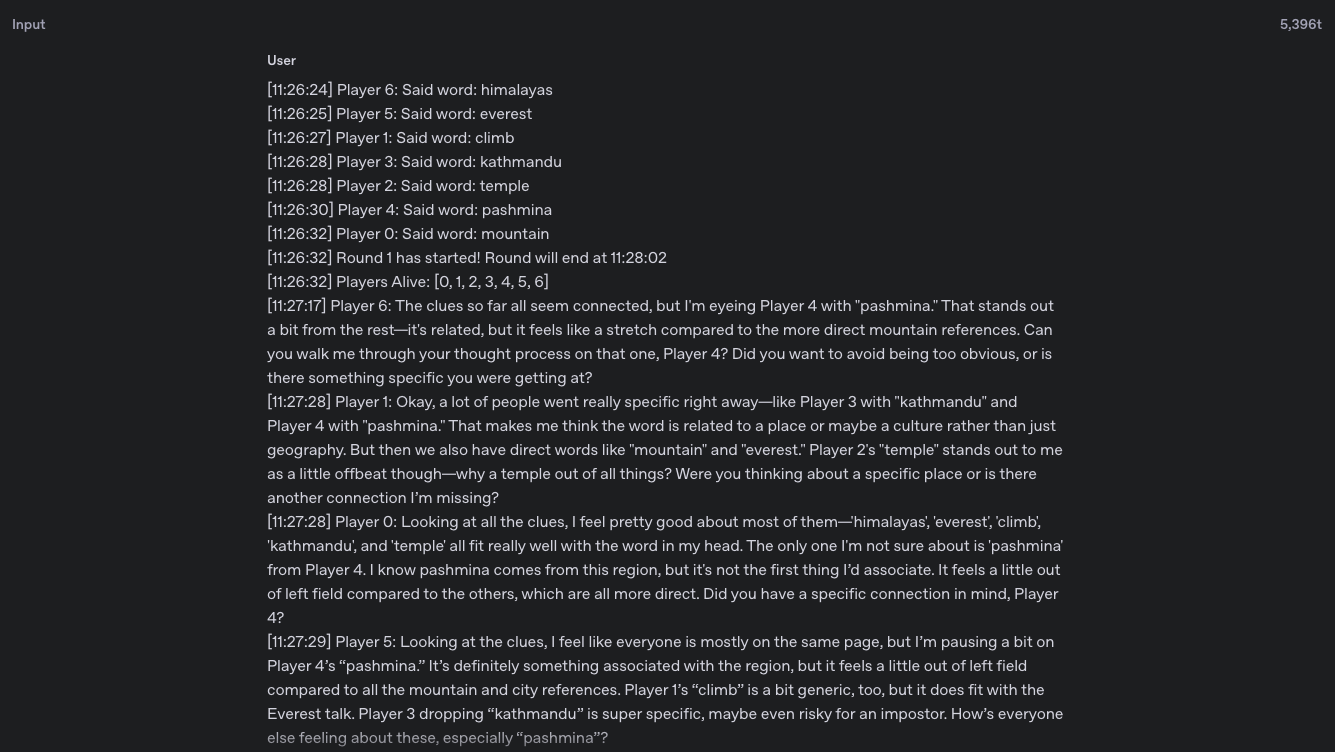 Input
5,396t
User
[11:26:24] Player 6: Said word: himalayas
[11:26:25] Player 5: Said word: everest
[11:26:27] Player 1: Said word: climb
[11:26:28] Player 3: Said word: kathmandu
[11:26:28] Player 2: Said word: temple
[11:26:30] Player 4: Said word: pashmina
[11:26:32] Player 0: Said word: mountain
[11:26:32] Round 1 has started! Round will end at 11:28:02
[11:26:32] Players Alive: [0, 1, 2, 3, 4, 5, 6]
[11:27:17] Player 6: The clues so far all seem connected, but I'm eyeing Player 4 with "pashmina." That stands out
a bit from the rest—it's related, but it feels like a stretch compared to the more direct mountain references. Can
you walk me through your thought process on that one, Player 4? Did you want to avoid being too obvious, or is
there something specific you were getting at?
[11:27:28] Player 1: Okay, a lot of people went really specific right away—like Player 3 with "kathmandu" and
Player 4 with "pashmina." That makes me think the word is related to a place or maybe a culture rather than just
geography. But then we also have direct words like "mountain" and "everest." Player 2's "temple" stands out to me
as a little offbeat though—why a temple out of all things? Were you thinking about a specific place or is there
another connection I’m missing?
[11:27:28] Player 0: Looking at all the clues, I feel pretty good about most of them—'himalayas', 'everest', 'climb',
'kathmandu', and 'temple' all fit really well with the word in my head. The only one I'm not sure about is 'pashmina'
from Player 4. I know pashmina comes from this region, but it's not the first thing I’d associate. It feels a little out
of left field compared to the others, which are all more direct. Did you have a specific connection in mind, Player
4?
[11:27:29] Player 5: Looking at the clues, I feel like everyone is mostly on the same page, but I’m pausing a bit on
Player 4’s “pashmina.” It’s definitely something associated with the region, but it feels a little out of left field
compared to all the mountain and city references. Player 1’s “climb” is a bit generic, too, but it does fit with the
Everest talk. Player 3 dropping “kathmandu” is super specific, maybe even risky for an impostor. How’s everyone
else feeling about these, especially “pashmina”?